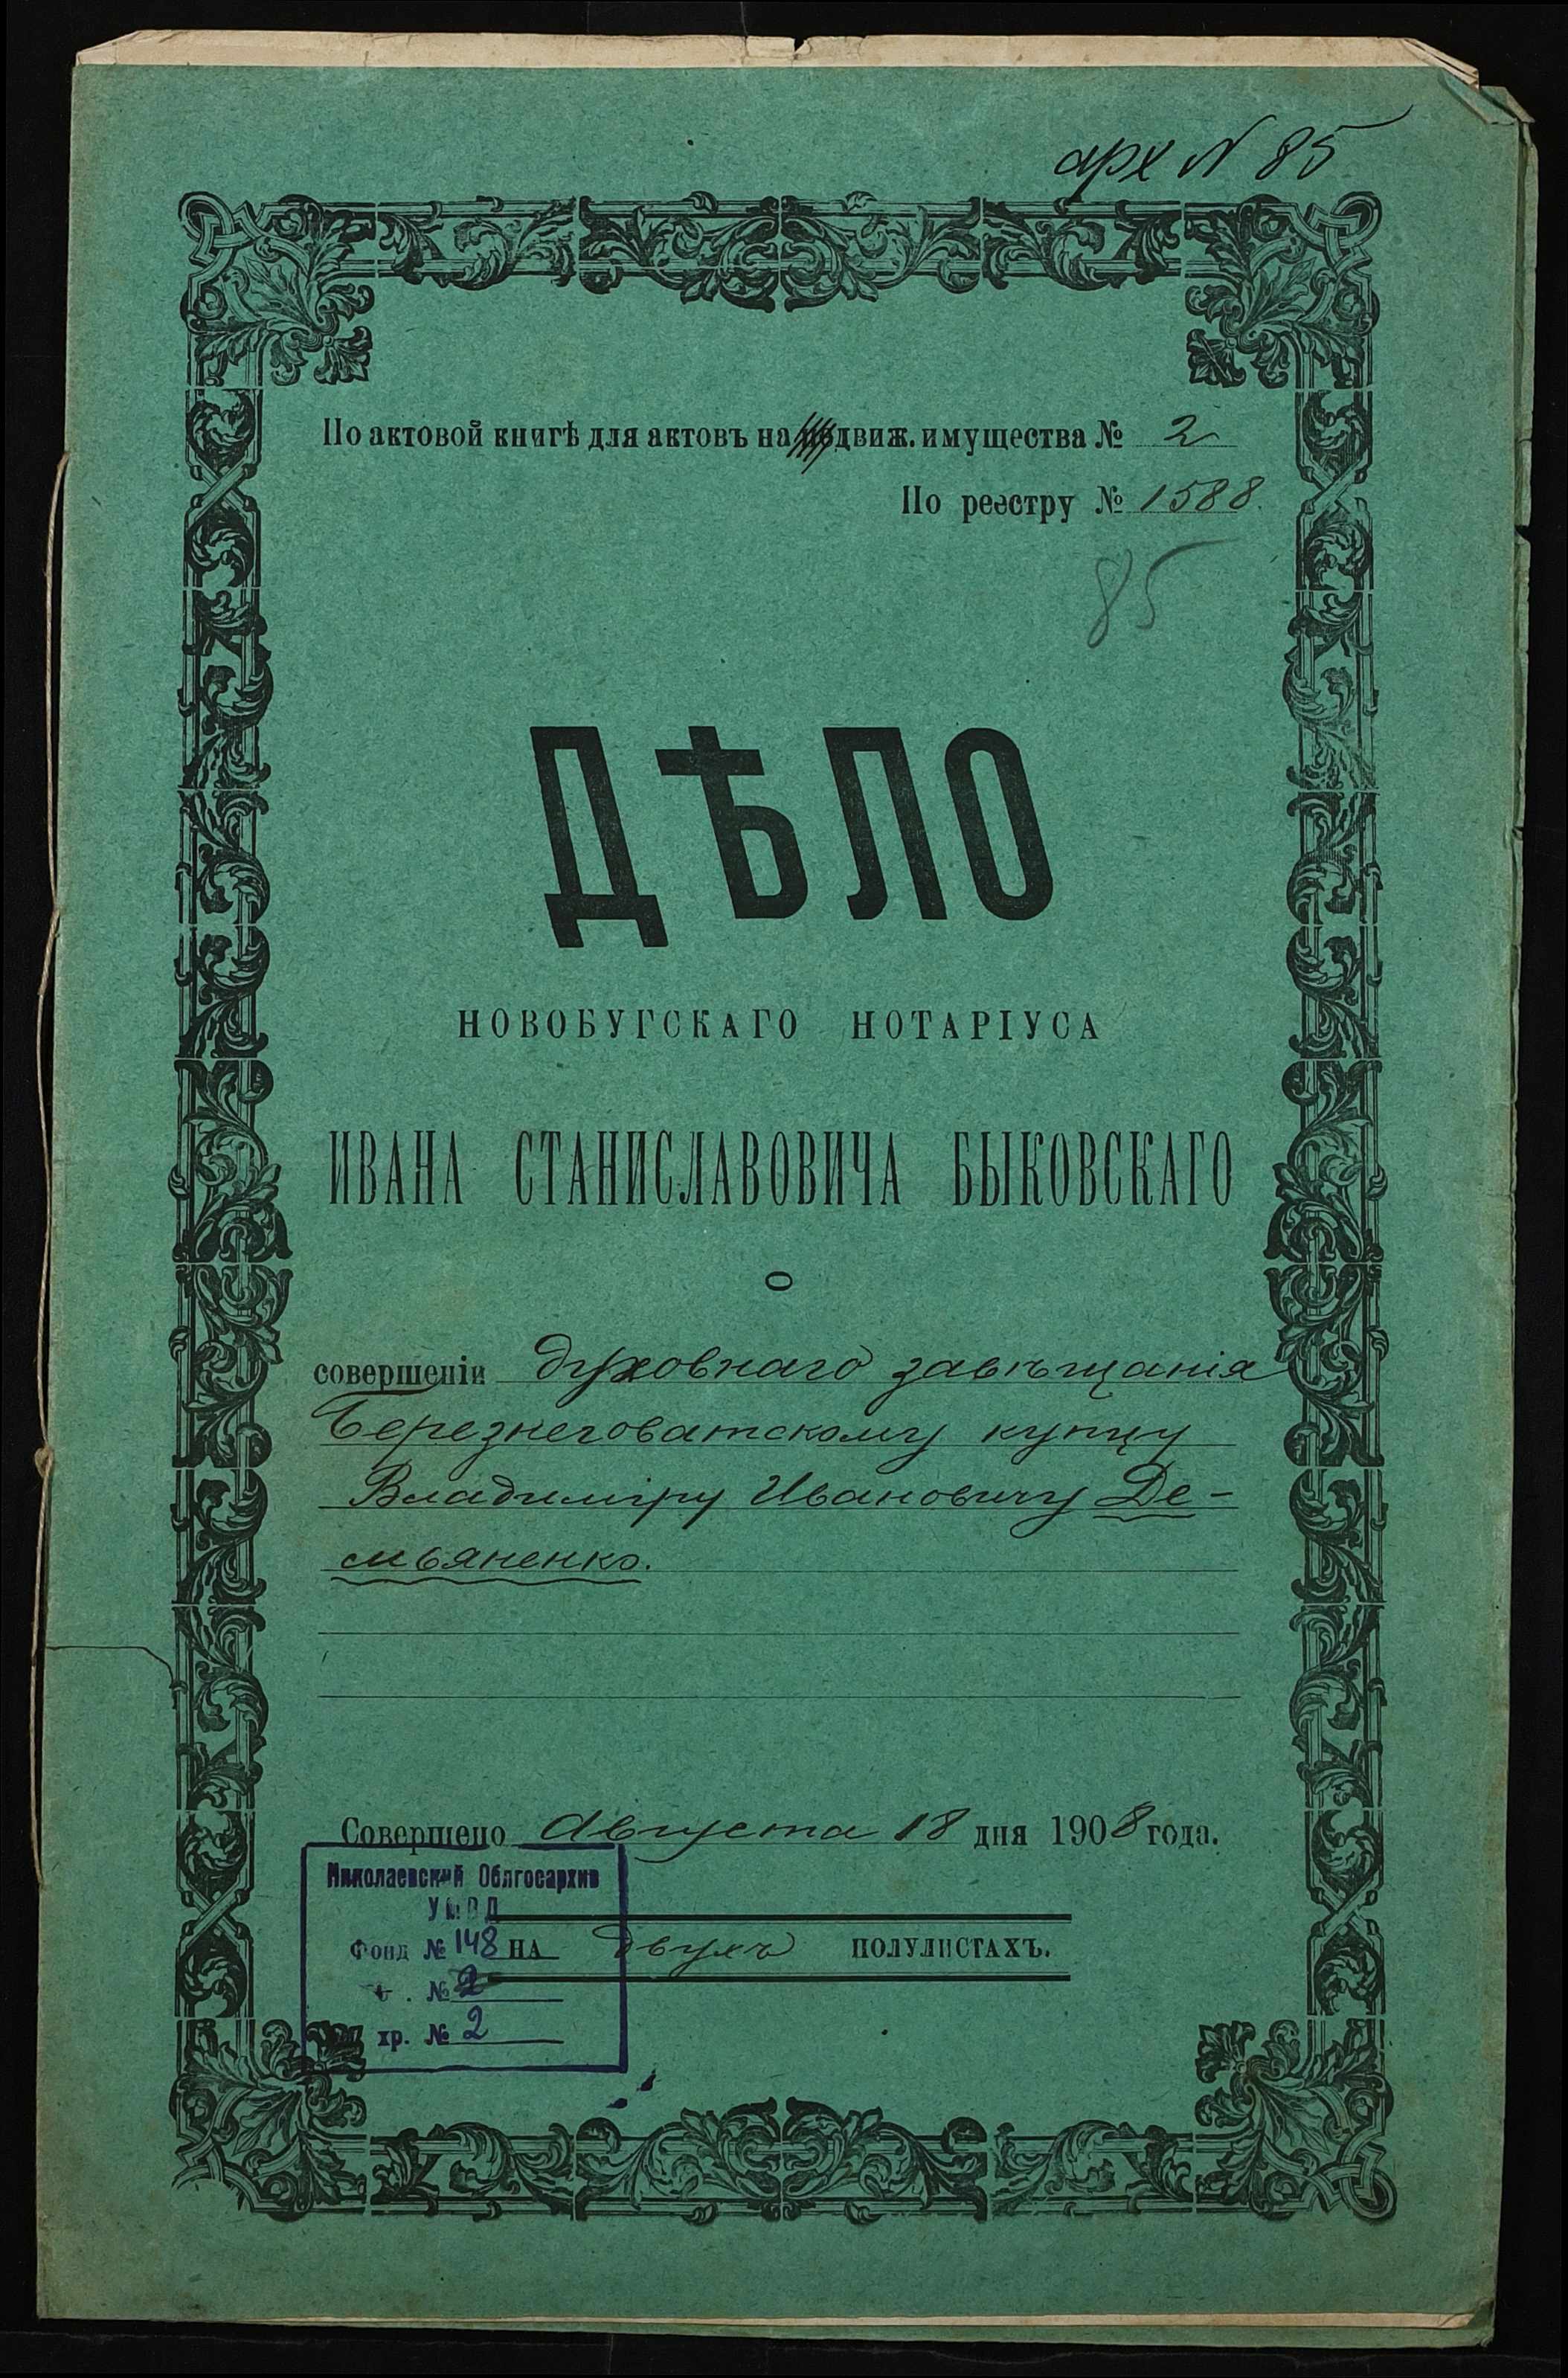 арх N 85
По актовой книгѣ для актовъ на недвиж. имущества № 2
По реестру № 1588.
85
ДѢЛО
НОВОБУГСКАГО НОТАРІУСА
ИВАНА СТАНИСЛАВОВИЧА БЫКОВСКАГО
О
совершеніи духовнаго завѣщанія
Березнеговатскому купцу
Владиміру Ивановичу Де-
мьяненко.
Совершено Августа 18 дня 1908 года.
Николаевский Облгосархив
УМВД
Фонд № 148
НА двухъ ПОЛУЛИСТАХЪ.
№ 2
хр. № 2